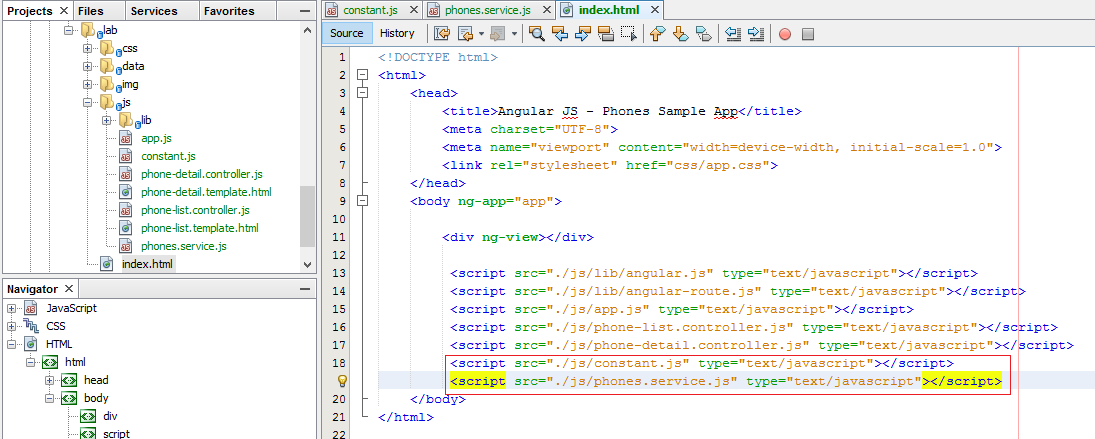 Projects Files Services Favorites
lab
css
data
img
js
lib
app.js
constant.js
phone-detail.controller.js
phone-detail.template.html
phone-list.controller.js
phone-list.template.html
phones.service.js
index.html
Navigator
JavaScript
CSS
HTML
html
head
body
div
script
constant.js phones.service.js index.html
Source History
1 <!DOCTYPE html>
2 <html>
3 <head>
4 <title>Angular JS - Phones Sample App</title>
5 <meta charset="UTF-8">
6 <meta name="viewport" content="width=device-width, initial-scale=1.0">
7 <link rel="stylesheet" href="css/app.css">
8 </head>
9 <body ng-app="app">
10
11 <div ng-view></div>
12
13 <script src="./js/lib/angular.js" type="text/javascript"></script>
14 <script src="./js/lib/angular-route.js" type="text/javascript"></script>
15 <script src="./js/app.js" type="text/javascript"></script>
16 <script src="./js/phone-list.controller.js" type="text/javascript"></script>
17 <script src="./js/phone-detail.controller.js" type="text/javascript"></script>
18 <script src="./js/constant.js" type="text/javascript"></script>
<script src="./js/phones.service.js" type="text/javascript"></script>
20 </body>
21 </html>
22